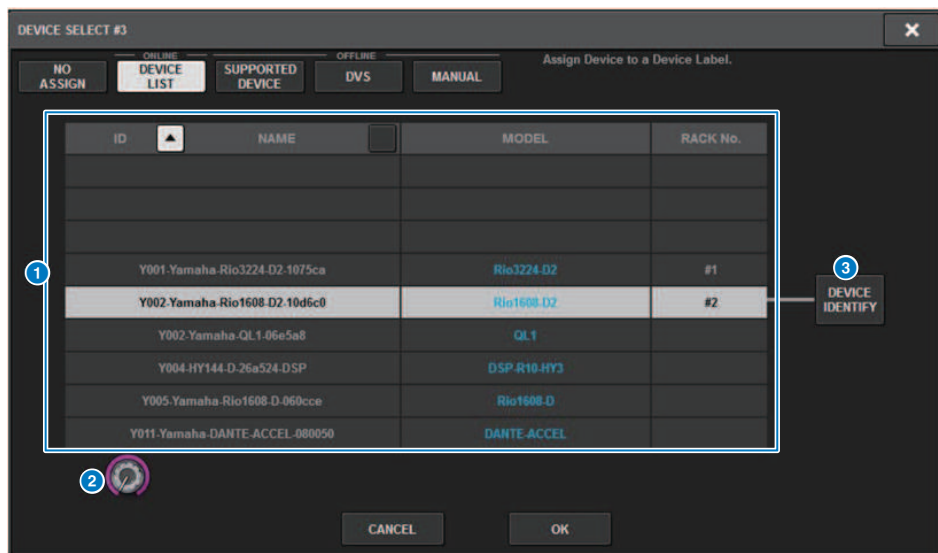 DEVICE SELECT #3
ONLINE
OFFLINE
NO ASSIGN
DEVICE LIST
SUPPORTED DEVICE
DVS
MANUAL
Assign Device to a Device Label.
ID ▲ NAME MODEL RACK No.
Y001-Yamaha-Rio3224-D2-1075ca Rio3224-D2 #1
Y002-Yamaha-Rio1608-D2-10d6c0 Rio1608-D2 #2
Y002-Yamaha-QL1-06e5a8 QL1
Y004-HY144-D-26a524-DSP DSP-R10-HY3
Y005-Yamaha-Rio1608-D-060cce Rio1608-D
Y011-Yamaha-DANTE-ACCEL-080050 DANTE-ACCEL
1
3
DEVICE IDENTIFY
2
CANCEL
OK